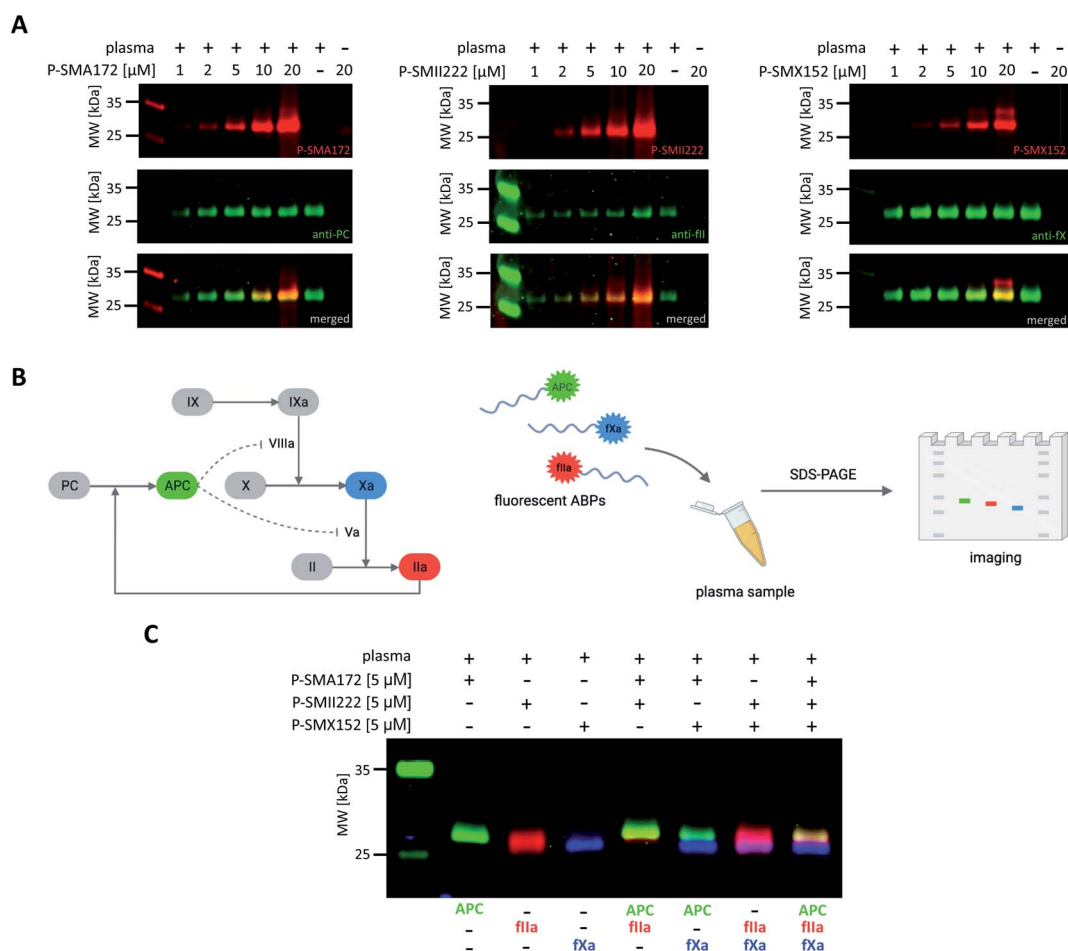 A
plasma + + + + + + –
P-SMA172 [µM] 1 2 5 10 20 – 20
MW [kDa]
35
25
P-SMA172
MW [kDa]
35
25
anti-PC
MW [kDa]
35
25
merged
plasma + + + + + + –
P-SMII222 [µM] 1 2 5 10 20 – 20
MW [kDa]
35
25
P-SMII222
MW [kDa]
35
25
anti-fII
MW [kDa]
35
25
merged
plasma + + + + + + –
P-SMX152 [µM] 1 2 5 10 20 – 20
MW [kDa]
35
25
P-SMX152
MW [kDa]
35
25
anti-fX
MW [kDa]
35
25
merged
B
IX IXa
VIIIa
PC APC X Xa
Va
II IIa
APC
fXa
fIIa
fluorescent ABPs
plasma sample
SDS-PAGE
imaging
C
plasma + + + + + + +
P-SMA172 [5 µM] + – – + + – +
P-SMII222 [5 µM] – + – + – + +
P-SMX152 [5 µM] – – + – + + +
MW [kDa]
35
25
APC – – APC APC – APC
– fIIa – fIIa – fIIa fIIa
– – fXa – fXa fXa fXa